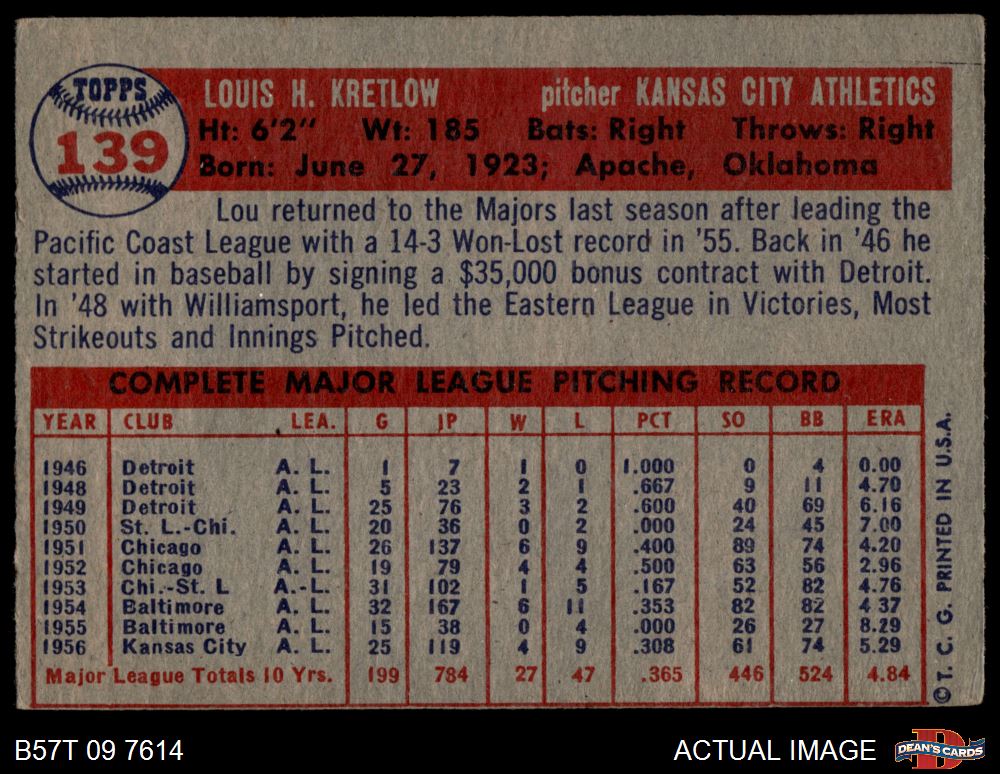 TOPPS
139
LOUIS H. KRETLOW pitcher KANSAS CITY ATHLETICS
Ht: 6'2" Wt: 185 Bats: Right Throws: Right
Born: June 27, 1923; Apache, Oklahoma
Lou returned to the Majors last season after leading the
Pacific Coast League with a 14-3 Won-Lost record in '55. Back in '46 he
started in baseball by signing a $35,000 bonus contract with Detroit.
In '48 with Williamsport, he led the Eastern League in Victories, Most
Strikeouts and Innings Pitched.
COMPLETE MAJOR LEAGUE PITCHING RECORD
YEAR CLUB LEA. G IP W L PCT SO BB ERA
1946 Detroit A. L. 1 7 1 0 1.000 0 4 0.00
1948 Detroit A. L. 5 23 2 1 .667 9 11 4.70
1949 Detroit A. L. 25 76 3 2 .600 40 69 6.16
1950 St. L.-Chi. A. L. 20 36 0 2 .000 24 45 7.00
1951 Chicago A. L. 26 137 6 9 .400 89 74 4.20
1952 Chicago A. L. 19 79 4 4 .500 63 56 2.96
1953 Chi.-St. L A.-L. 31 102 1 5 .167 52 82 4.76
1954 Baltimore A. L. 32 167 6 11 .353 82 82 4.37
1955 Baltimore A. L. 15 38 0 4 .000 26 27 8.29
1956 Kansas City A. L. 25 119 4 9 .308 61 74 5.29
Major League Totals 10 Yrs. 199 784 27 47 .365 446 524 4.84
©T. C. G. PRINTED IN U.S.A.
B57T 09 7614 ACTUAL IMAGE
DEAN'S CARDS